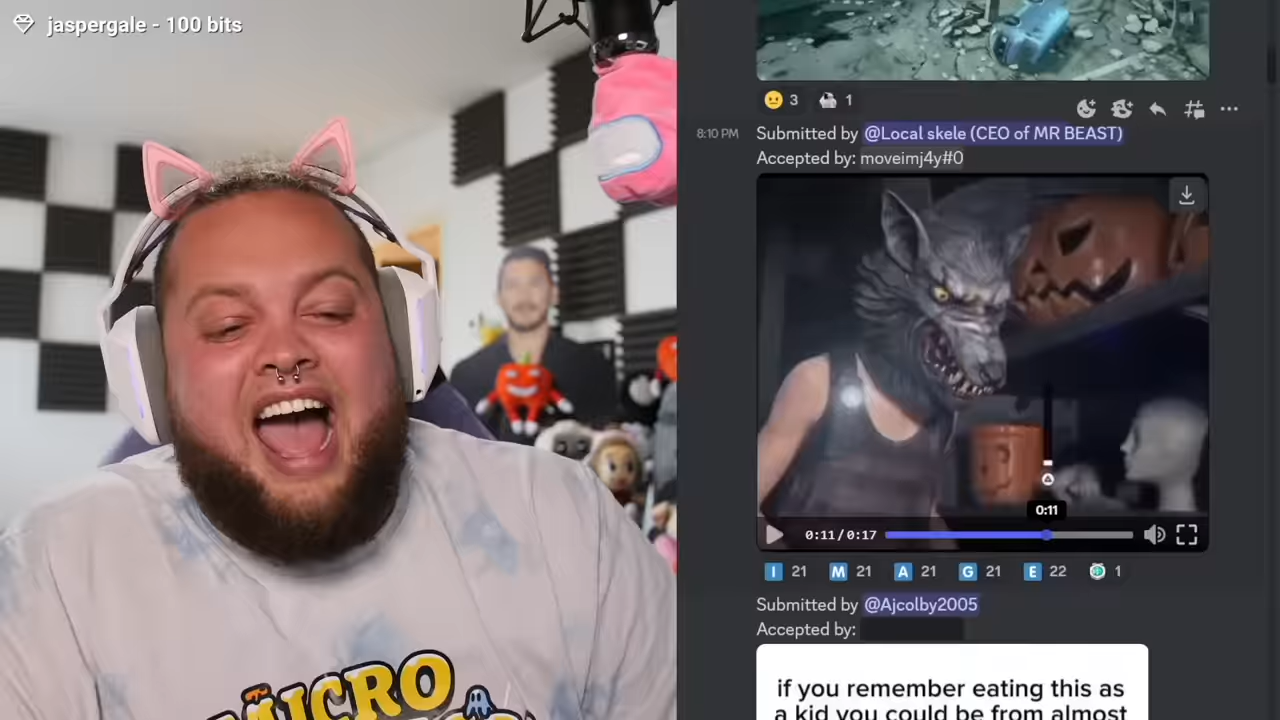 jaspergale - 100 bits
3 1
8:10 PM Submitted by @Local skele (CEO of MR BEAST)
Accepted by: moveimj4y#0
0:11
0:11/0:17
I 21 M 21 A 21 G 21 E 22 1
Submitted by @Ajcolby2005
Accepted by:
if you remember eating this as
a kid you could be from almost
MICRO